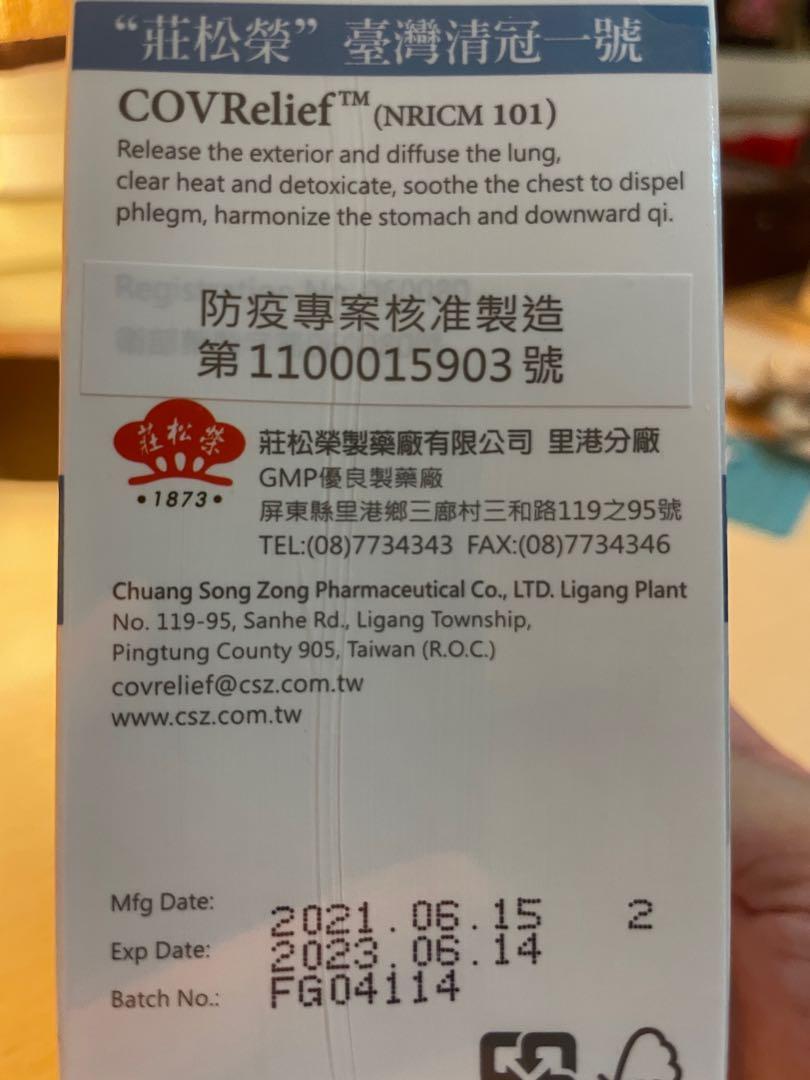 “莊松榮” 臺灣清冠一號
COVRelief™ (NRICM 101)
Release the exterior and diffuse the lung,
clear heat and detoxicate, soothe the chest to dispel
phlegm, harmonize the stomach and downward qi.
防疫專案核准製造
第1100015903號
莊松榮
•1873•
莊松榮製藥廠有限公司 里港分廠
GMP優良製藥廠
屏東縣里港鄉三廍村三和路119之95號
TEL:(08)7734343 FAX:(08)7734346
Chuang Song Zong Pharmaceutical Co., LTD. Ligang Plant
No. 119-95, Sanhe Rd., Ligang Township,
Pingtung County 905, Taiwan (R.O.C.)
covrelief@csz.com.tw
www.csz.com.tw
Mfg Date: 2021.06.15 2
Exp Date: 2023.06.14
Batch No.: FG04114